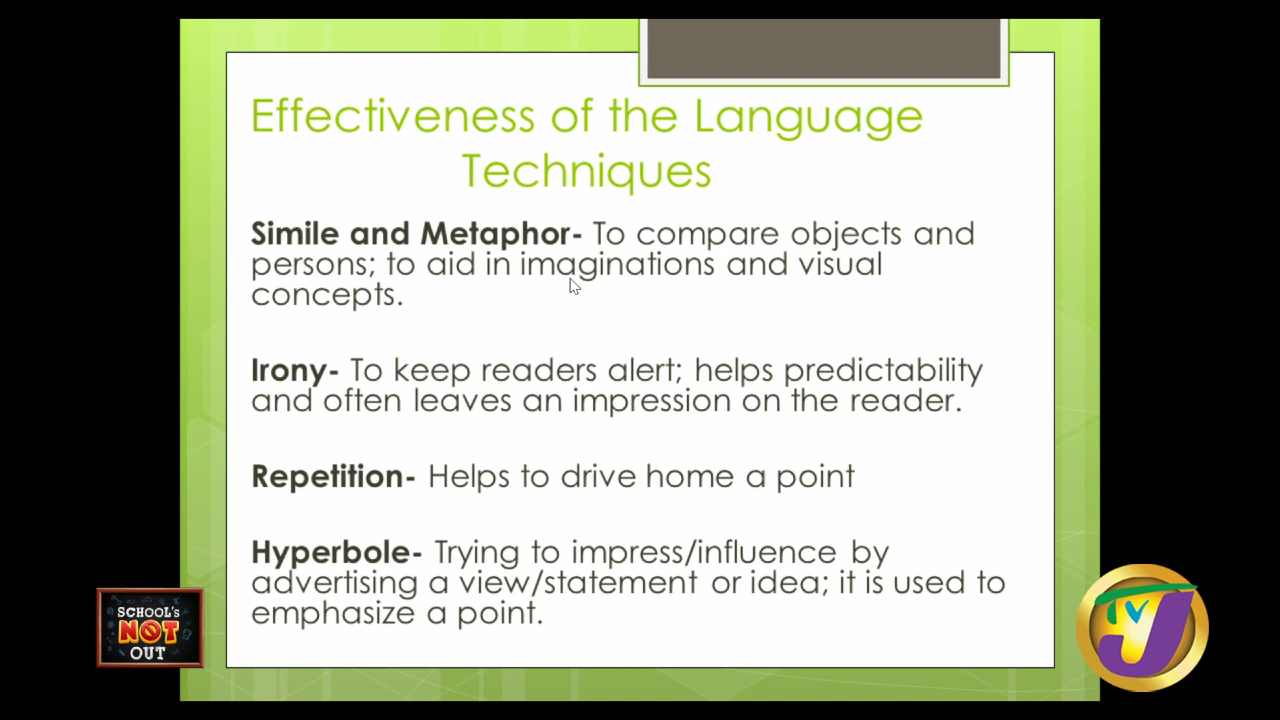 Effectiveness of the Language
Techniques
Simile and Metaphor- To compare objects and
persons; to aid in imaginations and visual
concepts.
Irony- To keep readers alert; helps predictability
and often leaves an impression on the reader.
Repetition- Helps to drive home a point
Hyperbole- Trying to impress/influence by
advertising a view/statement or idea; it is used to
emphasize a point.
SCHOOL'S
NOT
OUT
TVJ